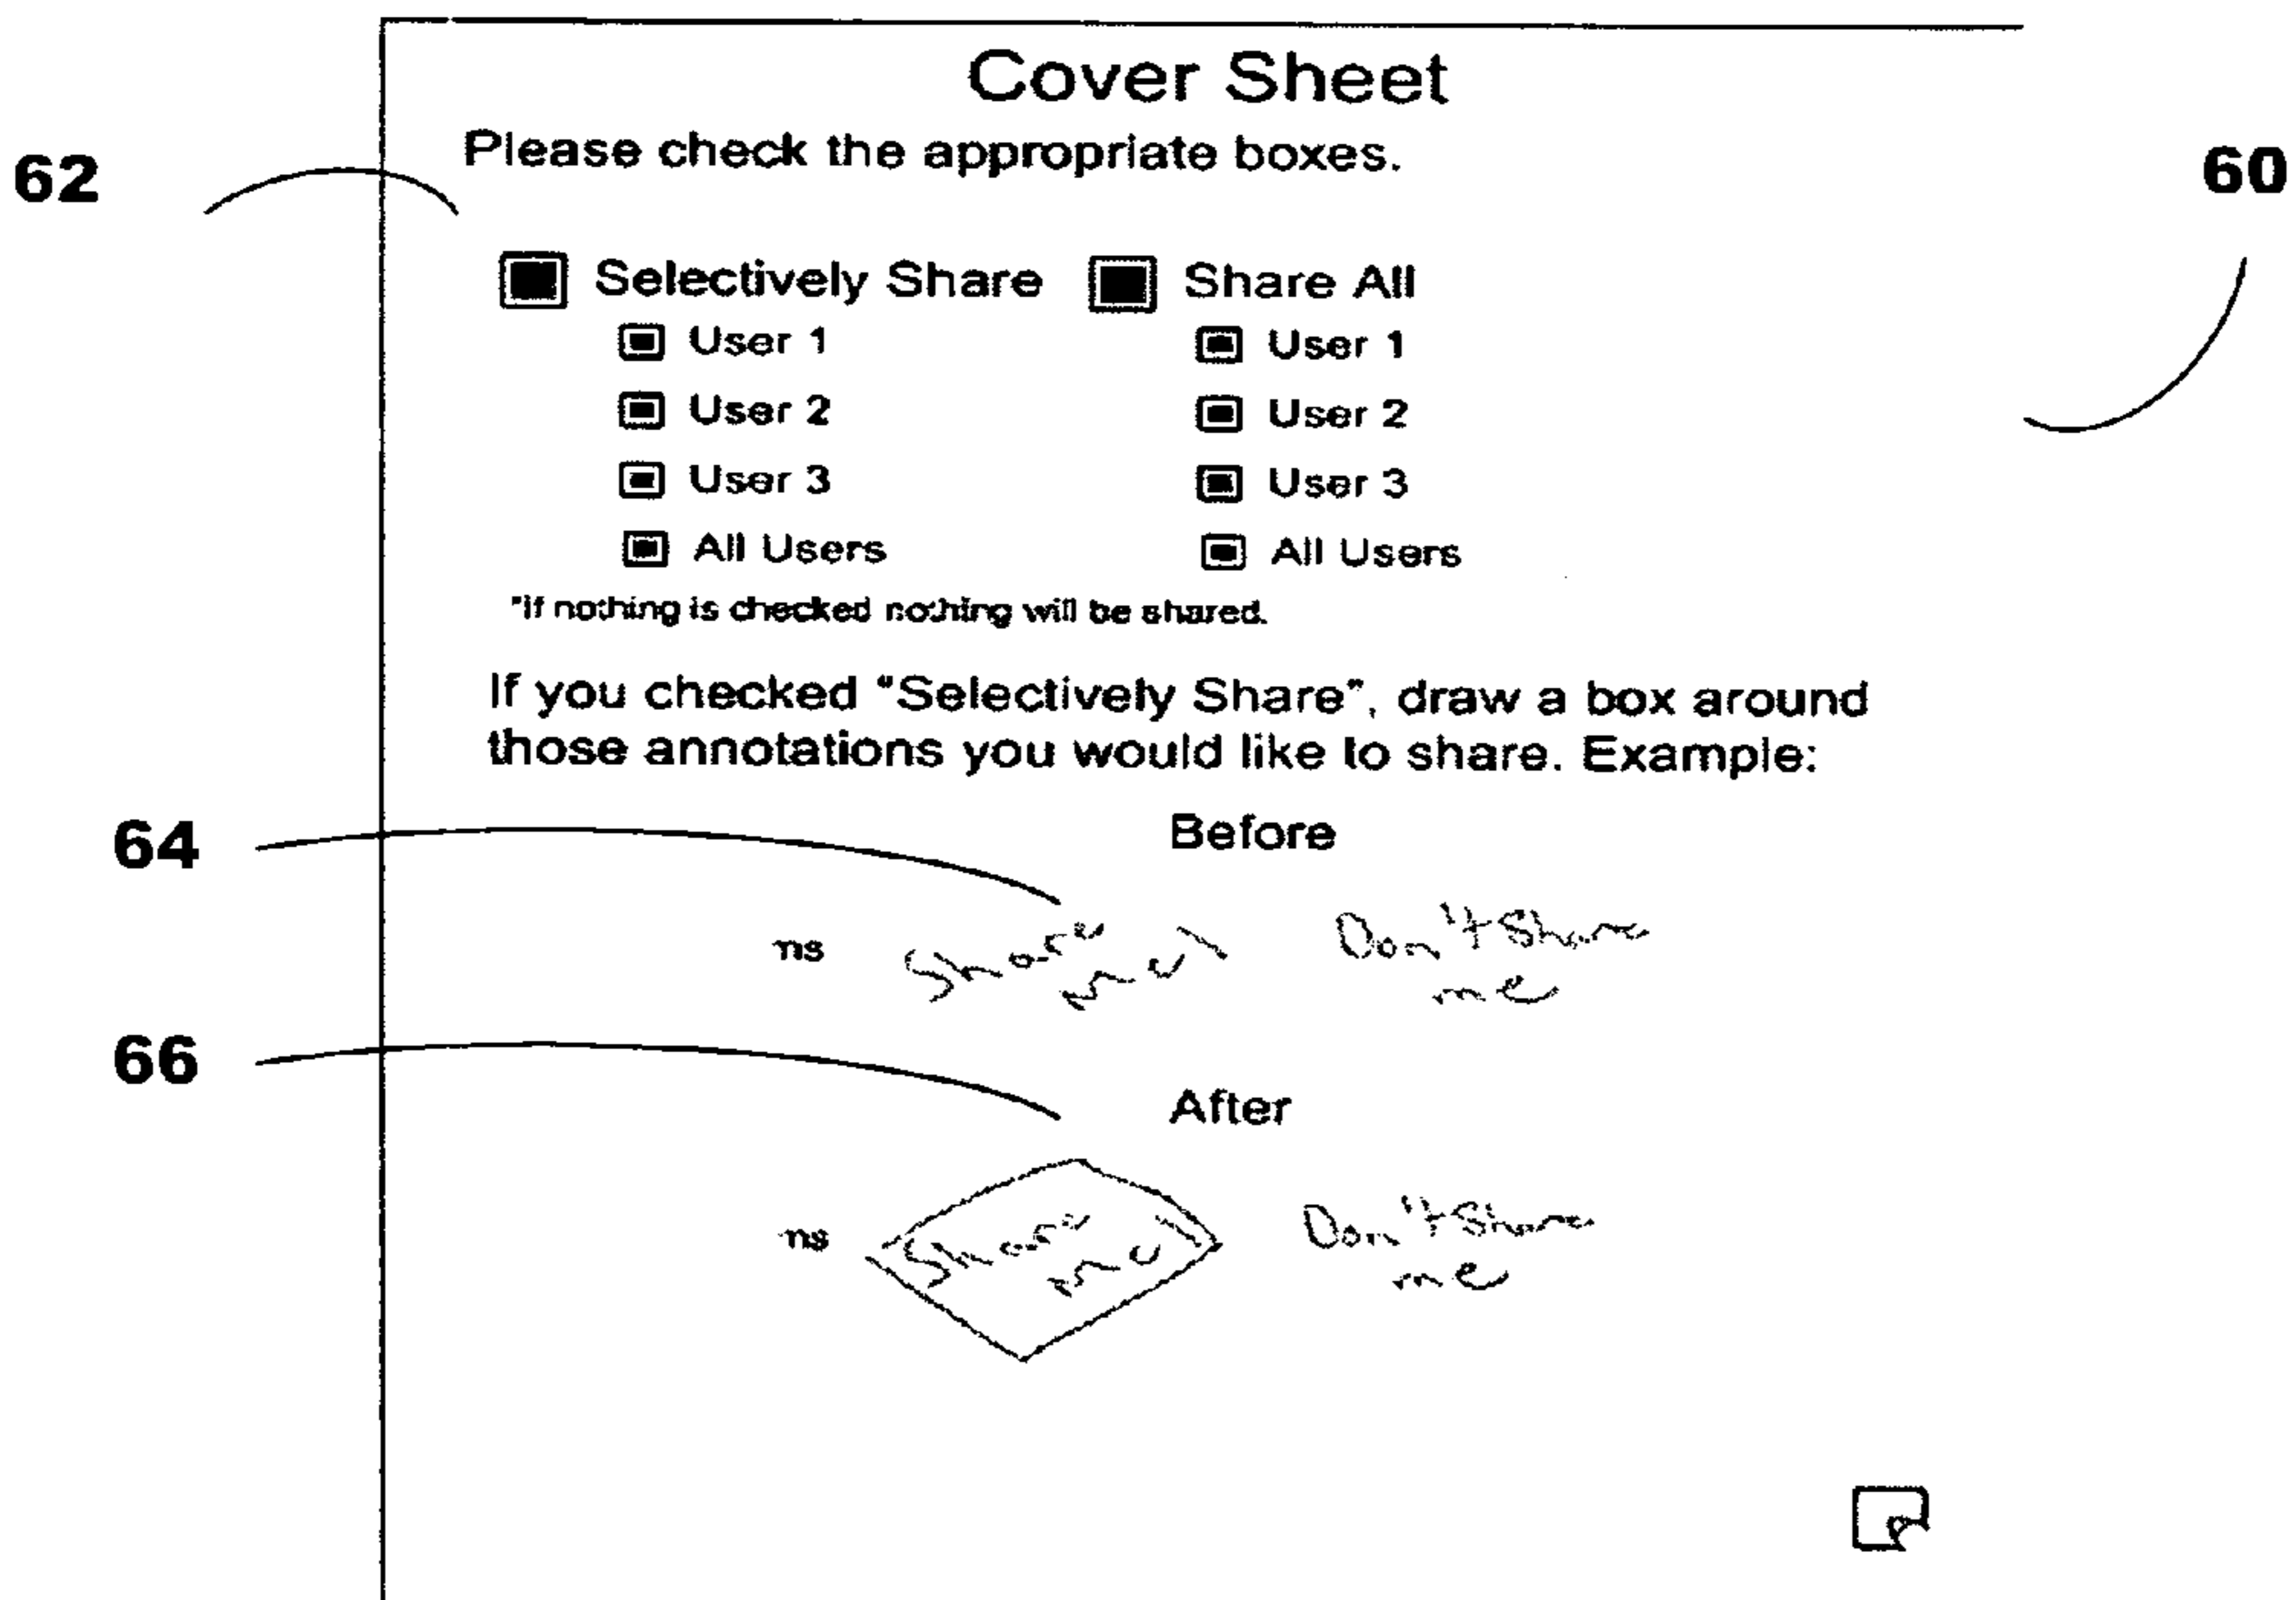 Cover Sheet
Please check the appropriate boxes.
62
60
Selectively Share
Share All
User 1
User 1
User 2
User 2
User 3
User 3
All Users
All Users
*If nothing is checked nothing will be shared.
If you checked "Selectively Share", draw a box around
those annotations you would like to share. Example:
64
Before
ns
Share
me!
Don't Share
me
66
After
ns
Share
me!
Don't Share
me